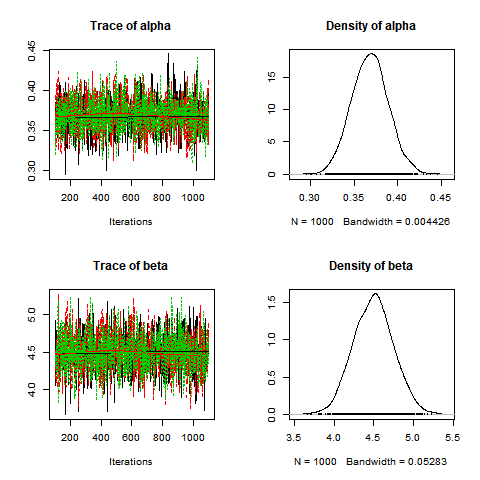 Trace of alpha
0.30 0.35 0.40 0.45
200 400 600 800 1000
Iterations
Density of alpha
0 5 10 15
0.30 0.35 0.40 0.45
N = 1000 Bandwidth = 0.004426
Trace of beta
4.0 4.5 5.0
200 400 600 800 1000
Iterations
Density of beta
0.0 0.5 1.0 1.5
3.5 4.0 4.5 5.0 5.5
N = 1000 Bandwidth = 0.05283